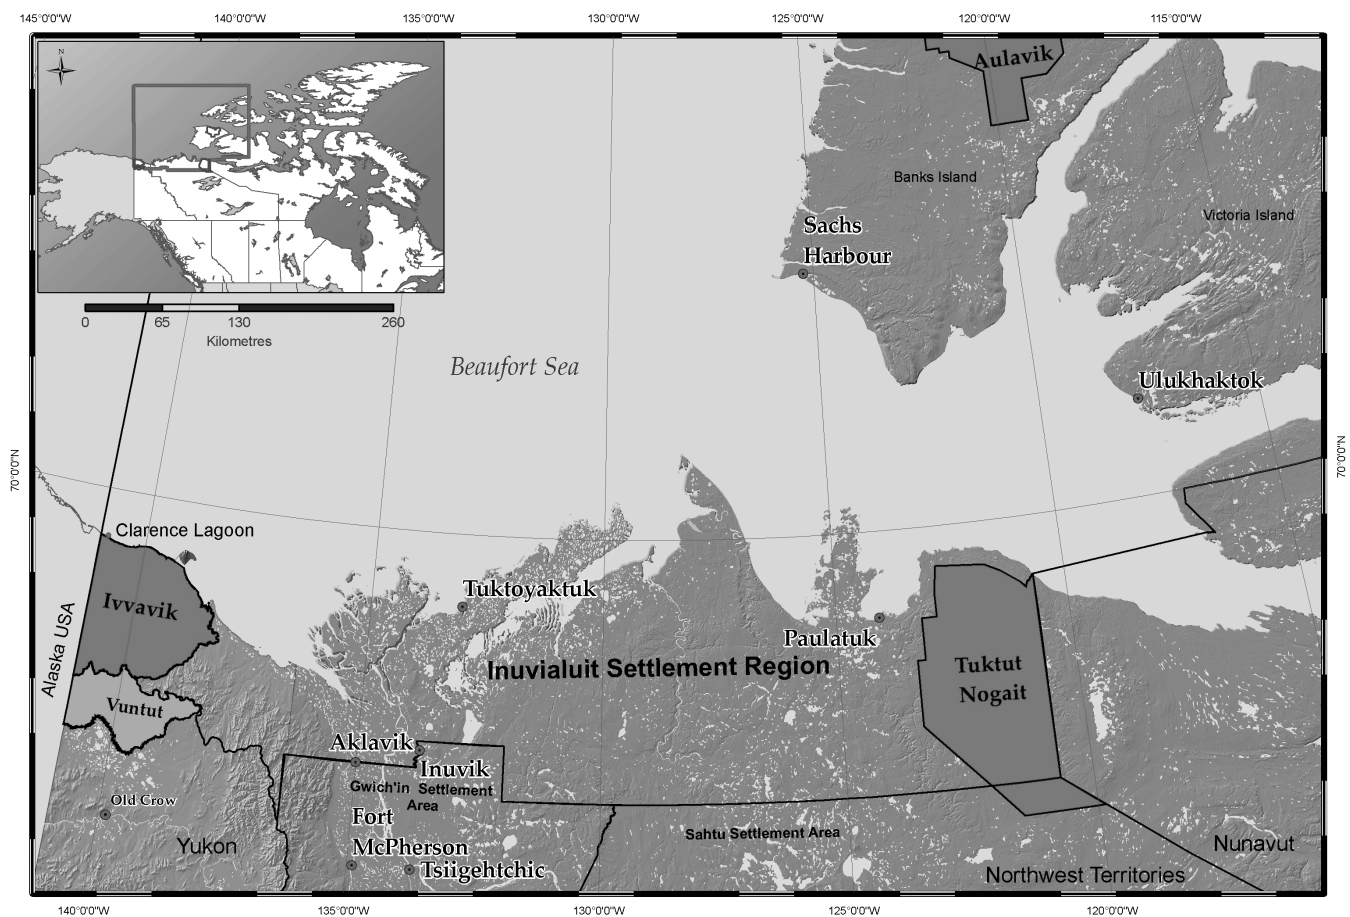 145°0'0"W 140°0'0"W 135°0'0"W 130°0'0"W 125°0'0"W 120°0'0"W 115°0'0"W
N
Aulavik
Banks Island
Victoria Island
Sachs
Harbour
0 65 130 260
Kilometres
Beaufort Sea
Ulukhaktok
70°0'0"N
70°0'0"N
Clarence Lagoon
Ivvavik
Tuktoyaktuk
Paulatuk
Alaska USA
Inuvialuit Settlement Region
Tuktut
Nogait
Vuntut
Aklavik
Inuvik
Gwich'in Settlement
Area
Old Crow
Fort
McPherson
Yukon
Sahtu Settlement Area
Nunavut
Tsiigehtchic
Northwest Territories
140°0'0"W 135°0'0"W 130°0'0"W 125°0'0"W 120°0'0"W